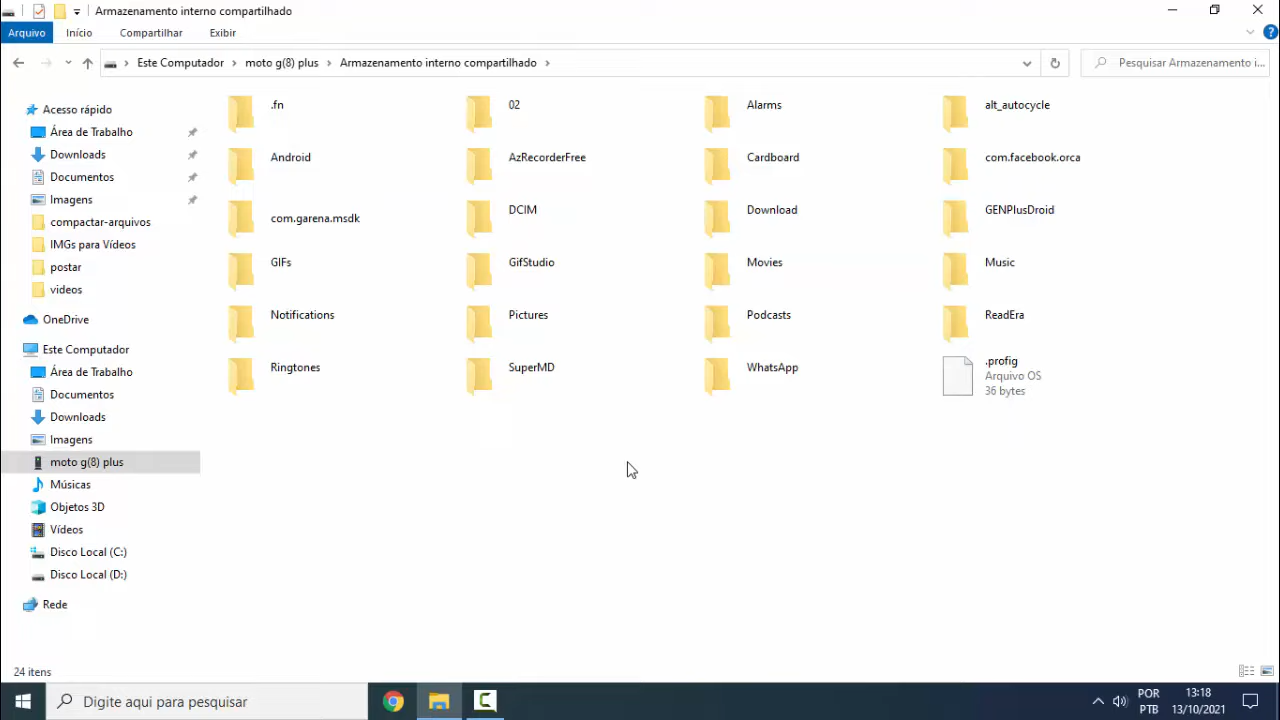 Armazenamento interno compartilhado
Arquivo Início Compartilhar Exibir
Este Computador moto g(8) plus Armazenamento interno compartilhado Pesquisar Armazenamento i...
Acesso rápido
Área de Trabalho
Downloads
Documentos
Imagens
compactar-arquivos
IMGs para Vídeos
postar
videos
OneDrive
Este Computador
Área de Trabalho
Documentos
Downloads
Imagens
moto g(8) plus
Músicas
Objetos 3D
Vídeos
Disco Local (C:)
Disco Local (D:)
Rede
.fn 02 Alarms alt_autocycle
Android AzRecorderFree Cardboard com.facebook.orca
com.garena.msdk DCIM Download GENPlusDroid
GIFs GifStudio Movies Music
Notifications Pictures Podcasts ReadEra
Ringtones SuperMD WhatsApp .profig
Arquivo OS
36 bytes
24 itens
Digite aqui para pesquisar
POR
PTB
13:18
13/10/2021